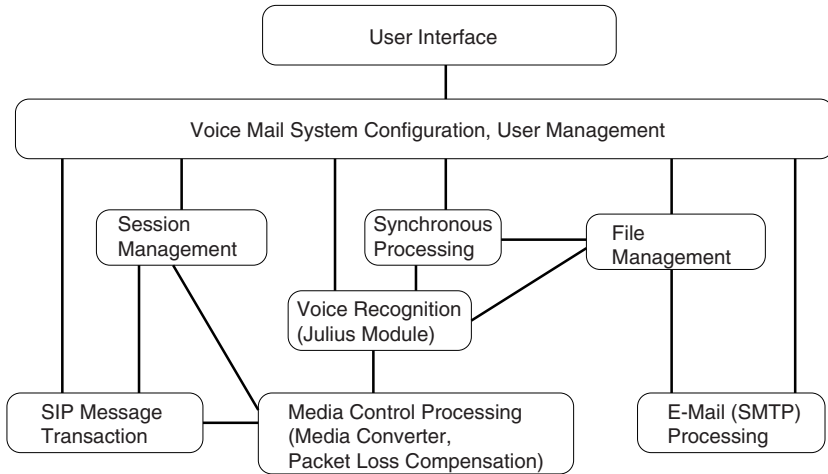 User Interface
Voice Mail System Configuration, User Management
Session
Management
Synchronous
Processing
File
Management
Voice Recognition
(Julius Module)
SIP Message
Transaction
Media Control Processing
(Media Converter,
Packet Loss Compensation)
E-Mail (SMTP)
Processing